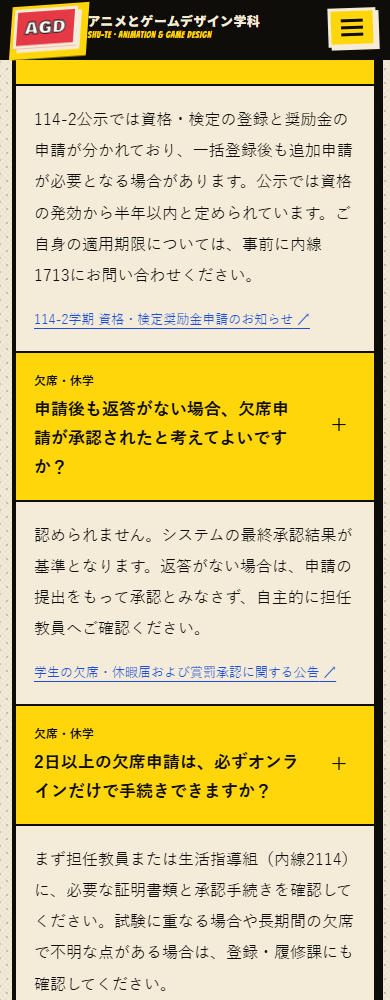 AGD
アニメとゲームデザイン学科
SHU-TE・ANIMATION & GAME DESIGN
114-2公示では資格・検定の登録と奨励金の
申請が分かれており、一括登録後も追加申請
が必要となる場合があります。公示では資格
の発効から半年以内と定められています。ご
自身の適用期限については、事前に内線
1713にお問い合わせください。
114-2学期 資格・検定奨励金申請のお知らせ ↗
欠席・休学
申請後も返答がない場合、欠席申
請が承認されたと考えてよいです
か？
+
認められません。システムの最終承認結果が
基準となります。返答がない場合は、申請の
提出をもって承認とみなさず、自主的に担任
教員へご確認ください。
学生の欠席・休暇届および賞罰承認に関する公告 ↗
欠席・休学
2日以上の欠席申請は、必ずオンラ
インだけで手続きできますか？
+
まず担任教員または生活指導組（内線2114）
に、必要な証明書類と承認手続きを確認して
ください。試験に重なる場合や長期間の欠席
で不明な点がある場合は、登録・履修課にも
確認してください。